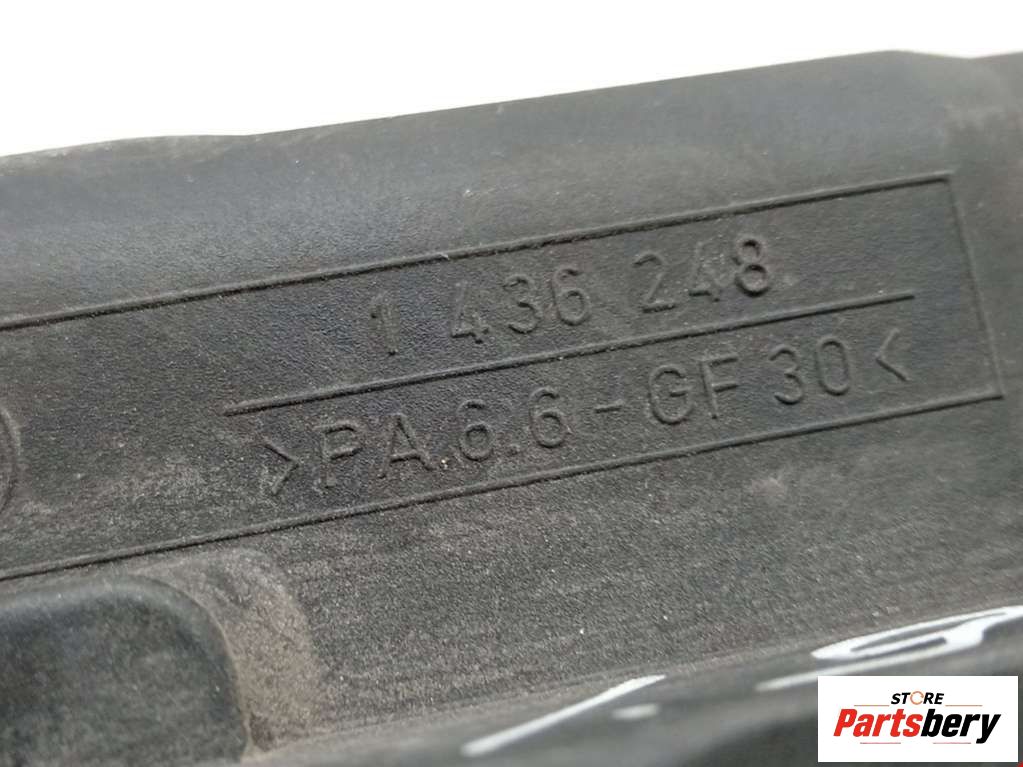 1 436 248
>PA.6.6-GF 30<
STORE
Partsbery